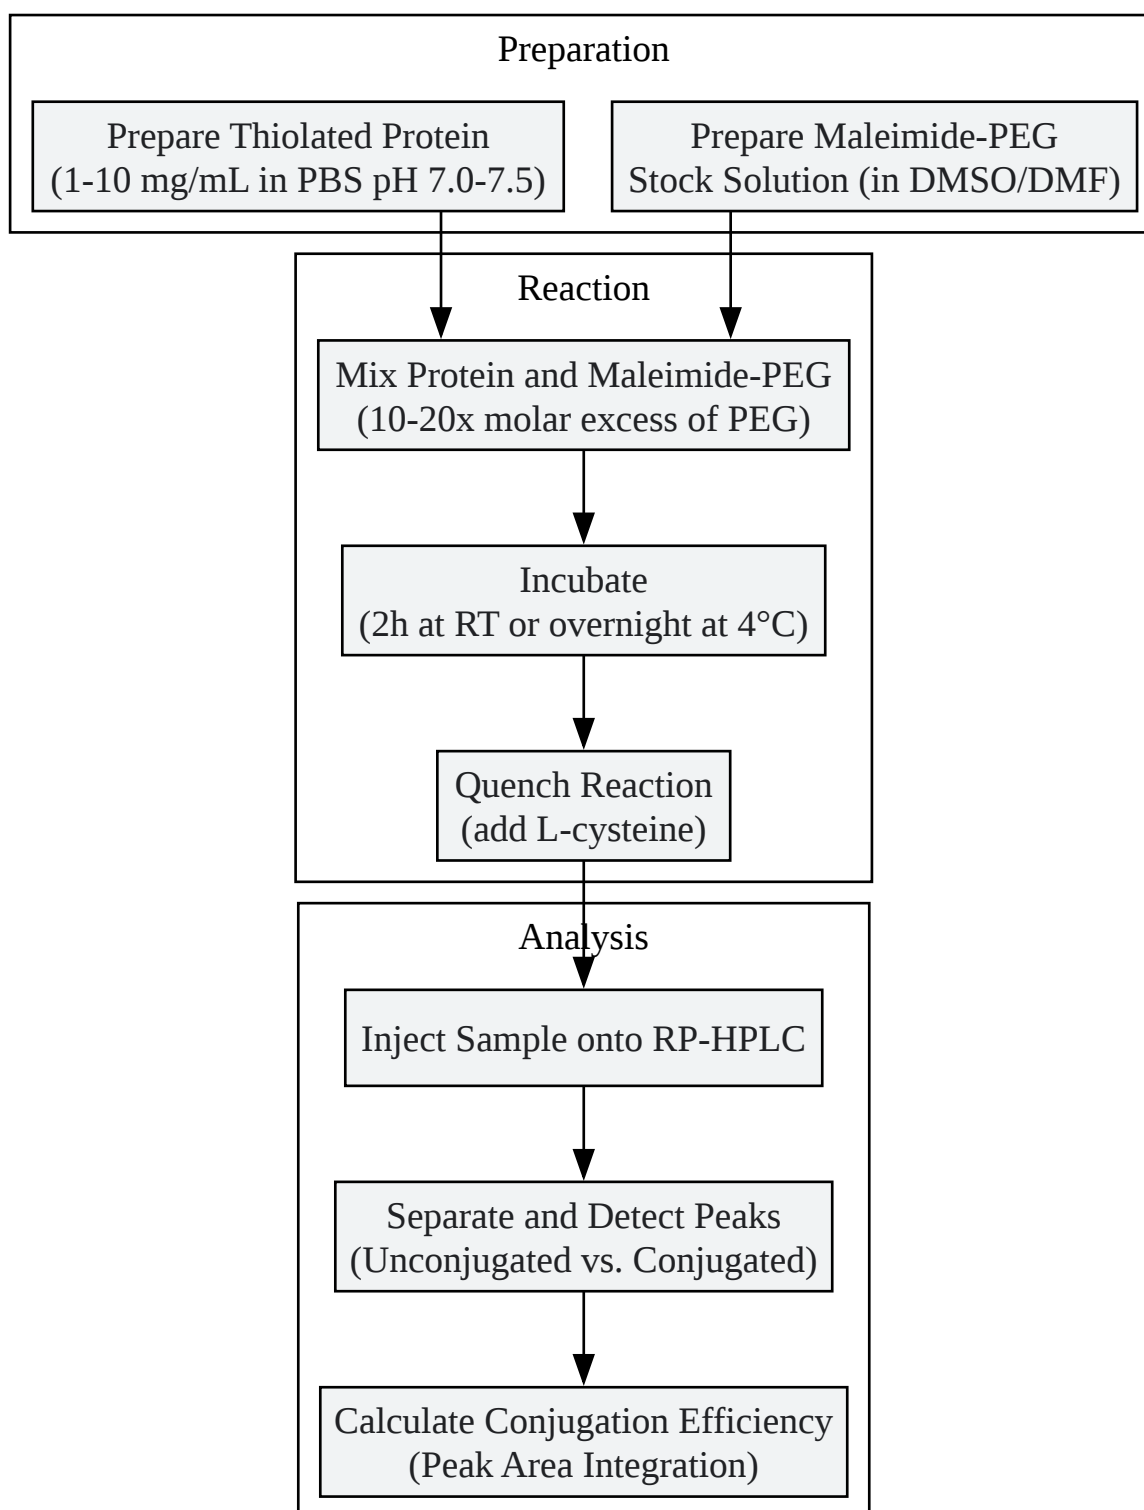 Preparation
Prepare Thiolated Protein
(1-10 mg/mL in PBS pH 7.0-7.5)
Prepare Maleimide-PEG
Stock Solution (in DMSO/DMF)
Reaction
Mix Protein and Maleimide-PEG
(10-20x molar excess of PEG)
Incubate
(2h at RT or overnight at 4°C)
Quench Reaction
(add L-cysteine)
Analysis
Inject Sample onto RP-HPLC
Separate and Detect Peaks
(Unconjugated vs. Conjugated)
Calculate Conjugation Efficiency
(Peak Area Integration)